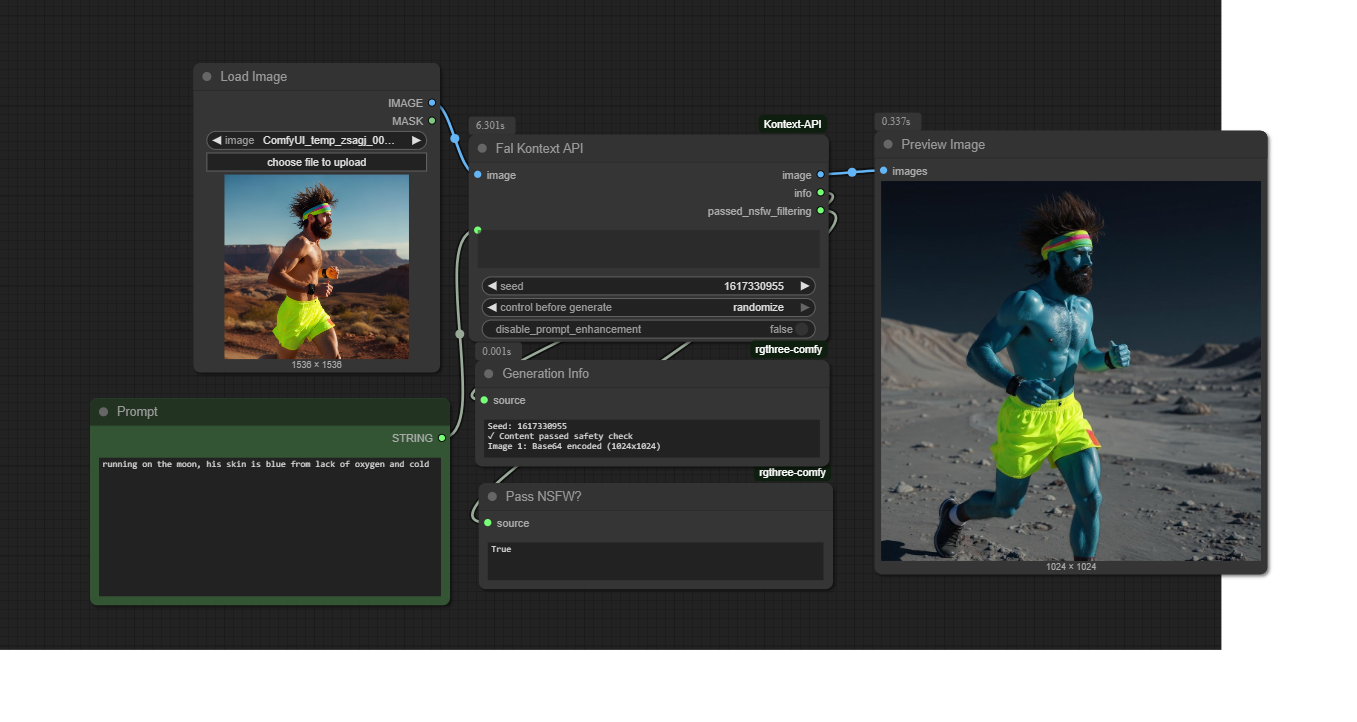 Load Image
IMAGE
MASK
image ComfyUI_temp_zsagj_00...
choose file to upload
1536 × 1536
Prompt
STRING
running on the moon, his skin is blue from lack of oxygen and cold
6.301s
Kontext-API
Fal Kontext API
image image
info
passed_nsfw_filtering
seed 1617330955
control before generate randomize
disable_prompt_enhancement false
0.001s
rgthree-comfy
Generation Info
source
Seed: 1617330955
✓ Content passed safety check
Image 1: Base64 encoded (1024x1024)
rgthree-comfy
Pass NSFW?
source
True
0.337s
Preview Image
images
1024 × 1024